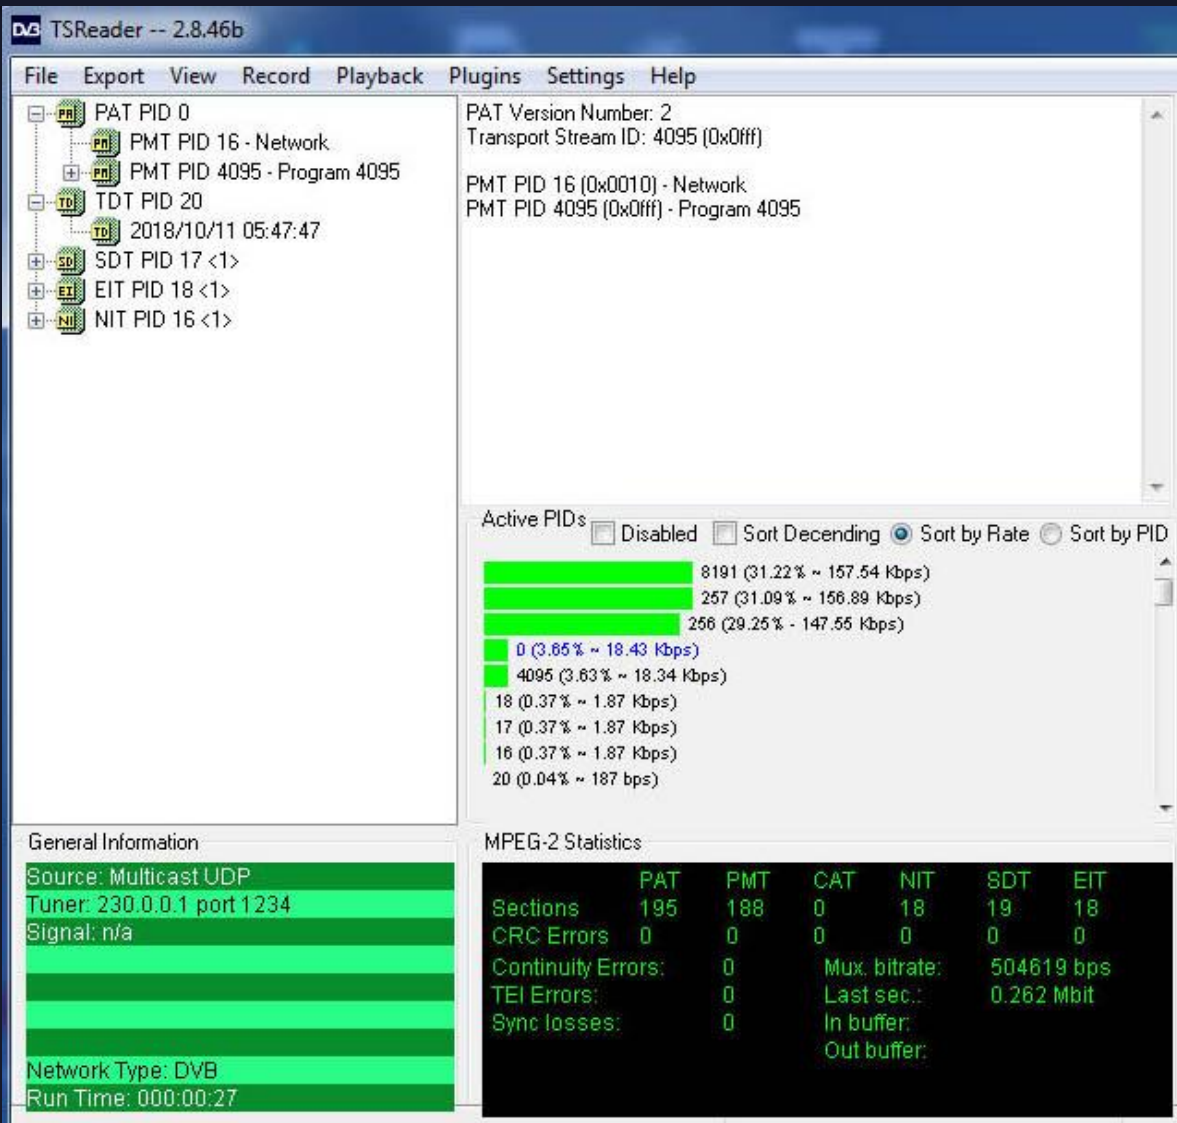 DVB TSReader -- 2.8.46b
File Export View Record Playback Plugins Settings Help
PA PAT PID 0
PM PMT PID 16 - Network
PM PMT PID 4095 - Program 4095
TD TDT PID 20
TD 2018/10/11 05:47:47
SD SDT PID 17 <1>
EI EIT PID 18 <1>
NI NIT PID 16 <1>
PAT Version Number: 2
Transport Stream ID: 4095 (0x0fff)
PMT PID 16 (0x0010) - Network
PMT PID 4095 (0x0fff) - Program 4095
Active PIDs Disabled Sort Decending Sort by Rate Sort by PID
8191 (31.22% ~ 157.54 Kbps)
257 (31.09% ~ 156.89 Kbps)
256 (29.25% - 147.55 Kbps)
0 (3.65% ~ 18.43 Kbps)
4095 (3.63% ~ 18.34 Kbps)
18 (0.37% ~ 1.87 Kbps)
17 (0.37% ~ 1.87 Kbps)
16 (0.37% ~ 1.87 Kbps)
20 (0.04% ~ 187 bps)
General Information
Source: Multicast UDP
Tuner: 230.0.0.1 port 1234
Signal: n/a
Network Type: DVB
Run Time: 000:00:27
MPEG-2 Statistics
PAT PMT CAT NIT SDT EIT
Sections 195 188 0 18 19 18
CRC Errors 0 0 0 0 0 0
Continuity Errors: 0 Mux. bitrate: 504619 bps
TEI Errors: 0 Last sec.: 0.262 Mbit
Sync losses: 0 In buffer:
Out buffer: